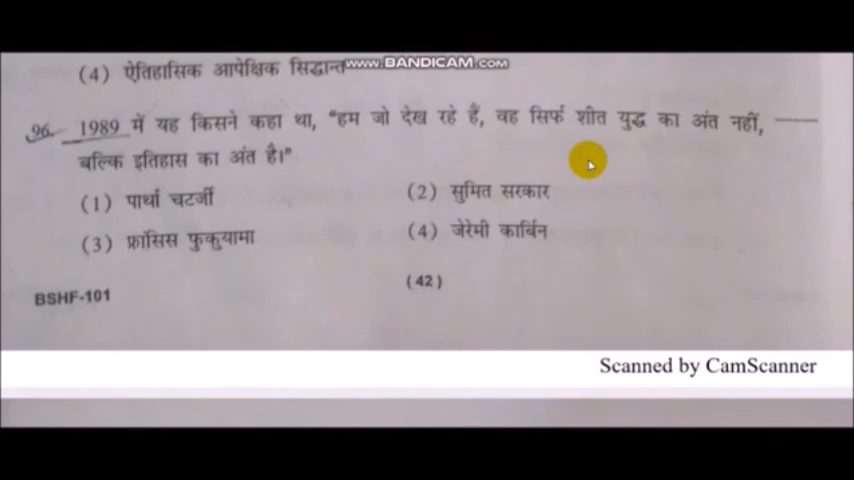 (4) ऐतिहासिक आपेक्षिक सिद्धान्त www.BANDICAM.com
96. 1989 में यह किसने कहा था, "हम जो देख रहे हैं, वह सिर्फ शीत युद्ध का अंत नहीं,
बल्कि इतिहास का अंत है।"
(1) पार्था चटर्जी (2) सुमित सरकार
(3) फ्रांसिस फुकुयामा (4) जेरेमी कार्बिन
BSHF-101 (42)
Scanned by CamScanner